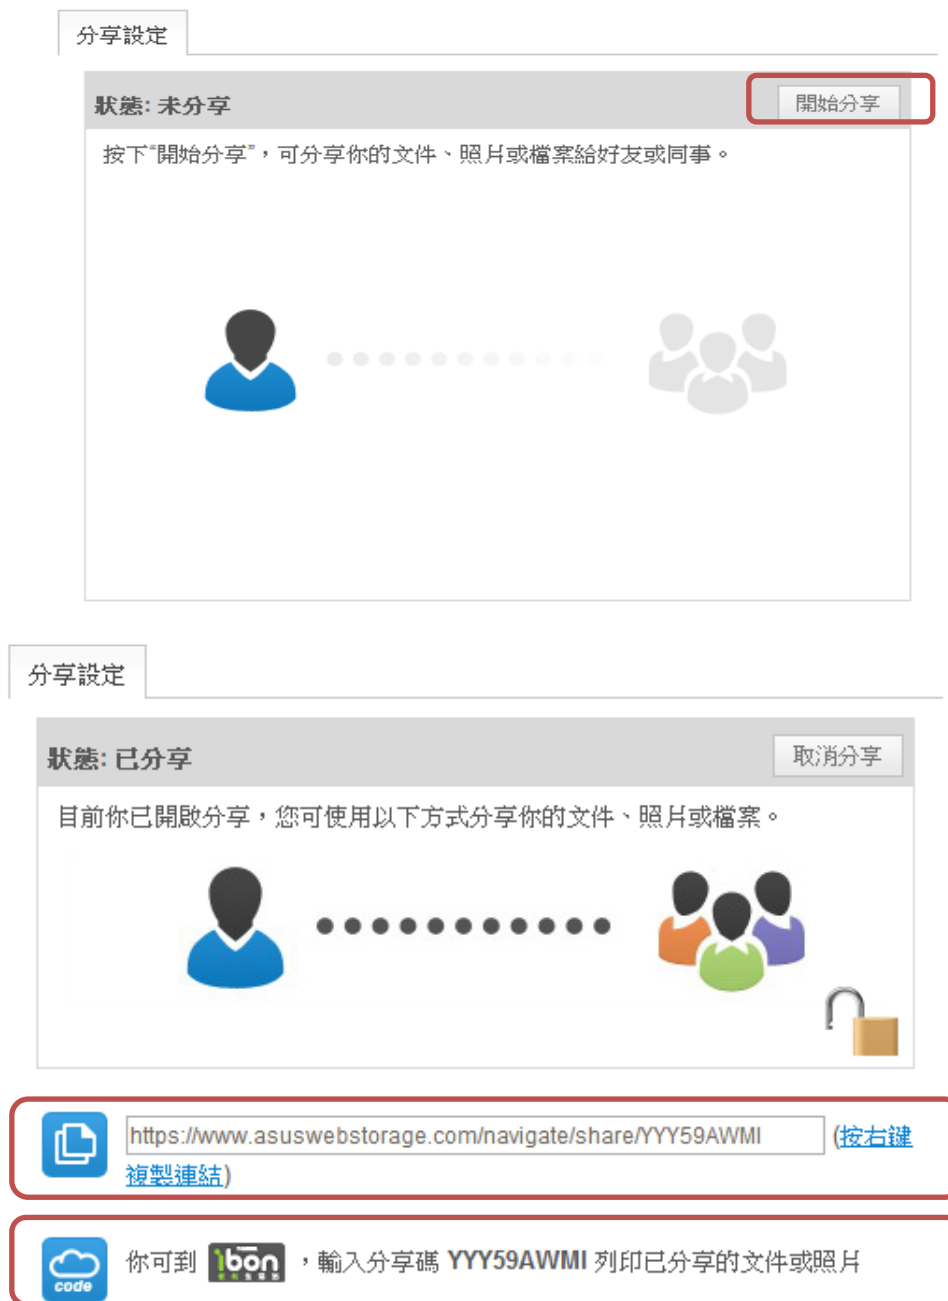 分享設定
狀態: 未分享 開始分享
按下"開始分享"，可分享你的文件、照片或檔案給好友或同事。
分享設定
狀態: 已分享 取消分享
目前你已開啟分享，您可使用以下方式分享你的文件、照片或檔案。
https://www.asuswebstorage.com/navigate/share/YYY59AWMI (按右鍵
複製連結)
你可到 ibon ，輸入分享碼 YYY59AWMI 列印已分享的文件或照片
code